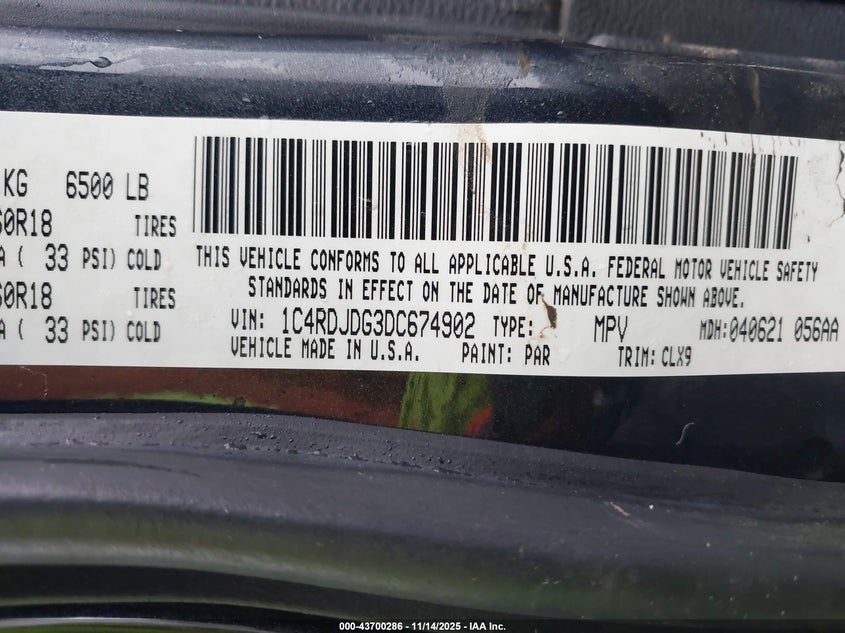 KG 6500 LB
60R18 TIRES
A ( 33 PSI) COLD
60R18 TIRES
A ( 33 PSI) COLD
THIS VEHICLE CONFORMS TO ALL APPLICABLE U.S.A. FEDERAL MOTOR VEHICLE SAFETY
STANDARDS IN EFFECT ON THE DATE OF MANUFACTURE SHOWN ABOVE.
VIN: 1C4RDJDG3DC674902 TYPE: MPV MDH:040621 056AA
VEHICLE MADE IN U.S.A. PAINT: PAR TRIM: CLX9
000-43700286 - 11/14/2025 - IAA Inc.